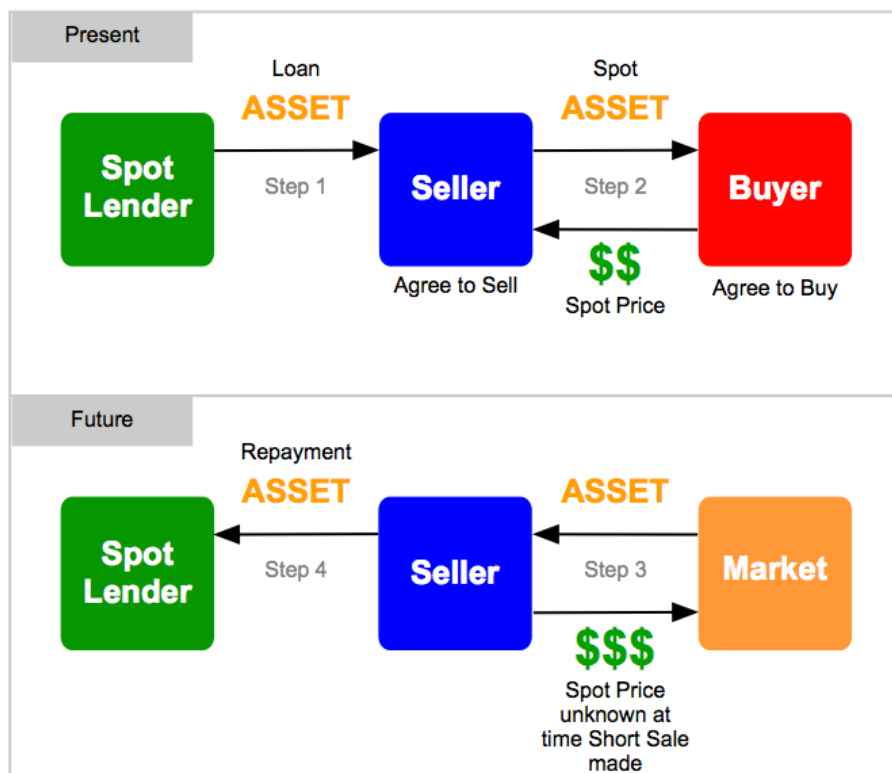 Present
Loan
Spot
ASSET
ASSET
Spot
Lender
Step 1
Seller
Step 2
Buyer
Agree to Sell
$$
Spot Price
Agree to Buy
Future
Repayment
ASSET
ASSET
Spot
Lender
Step 4
Seller
Step 3
Market
$$$
Spot Price
unknown at
time Short Sale
made